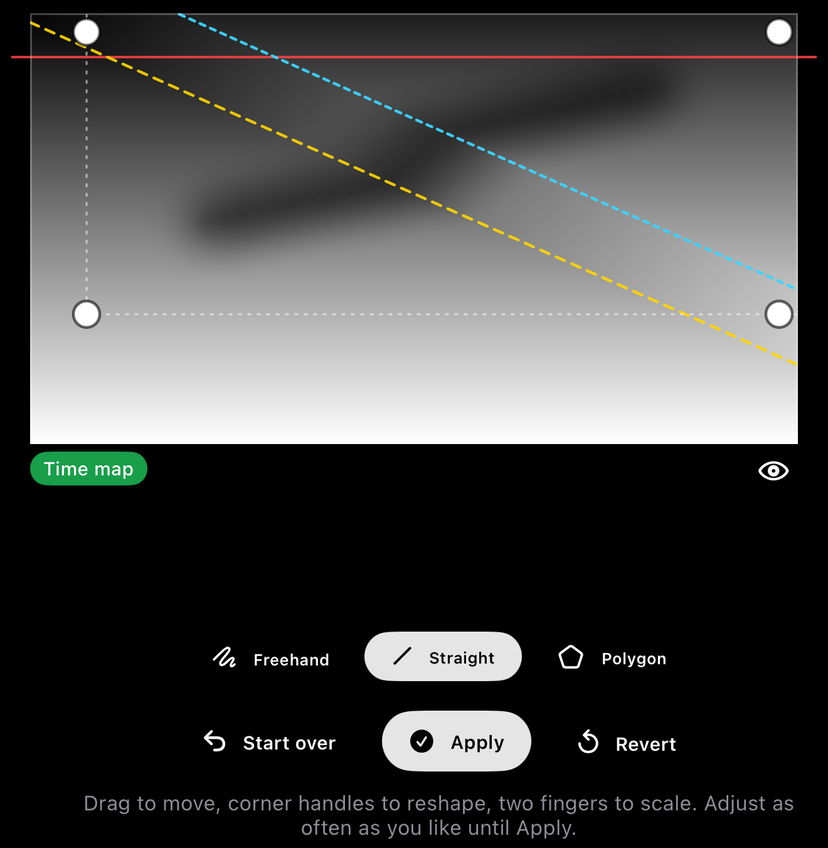 Time map
Freehand
Straight
Polygon
Start over
Apply
Revert
Drag to move, corner handles to reshape, two fingers to scale. Adjust as
often as you like until Apply.